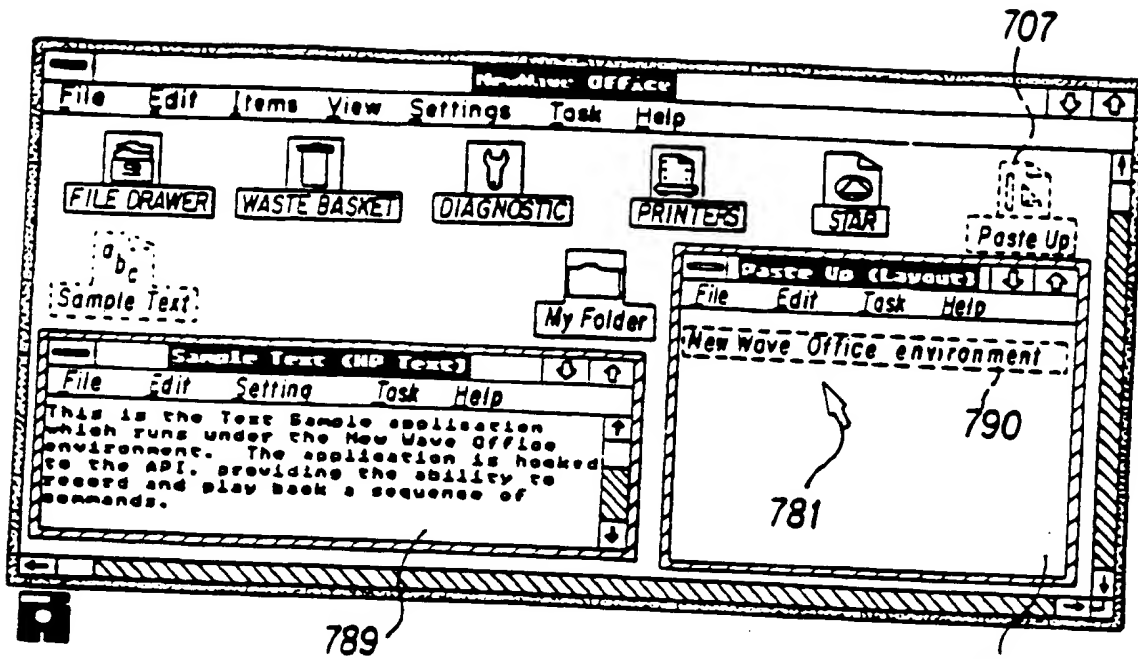 707
NewWave Office
File Edit Items View Settings Task Help
FILE DRAWER WASTE BASKET DIAGNOSTIC PRINTERS STAR Paste Up
abc
Sample Text
My Folder
Paste Up (Layout)
File Edit Task Help
New Wave Office environment
790
781
Sample Text (HP Text)
File Edit Setting Task Help
This is the Text Sample application
which runs under the New Wave Office
environment. The application is hooked
to the API, providing the ability to
record and play back a sequence of
commands.
789